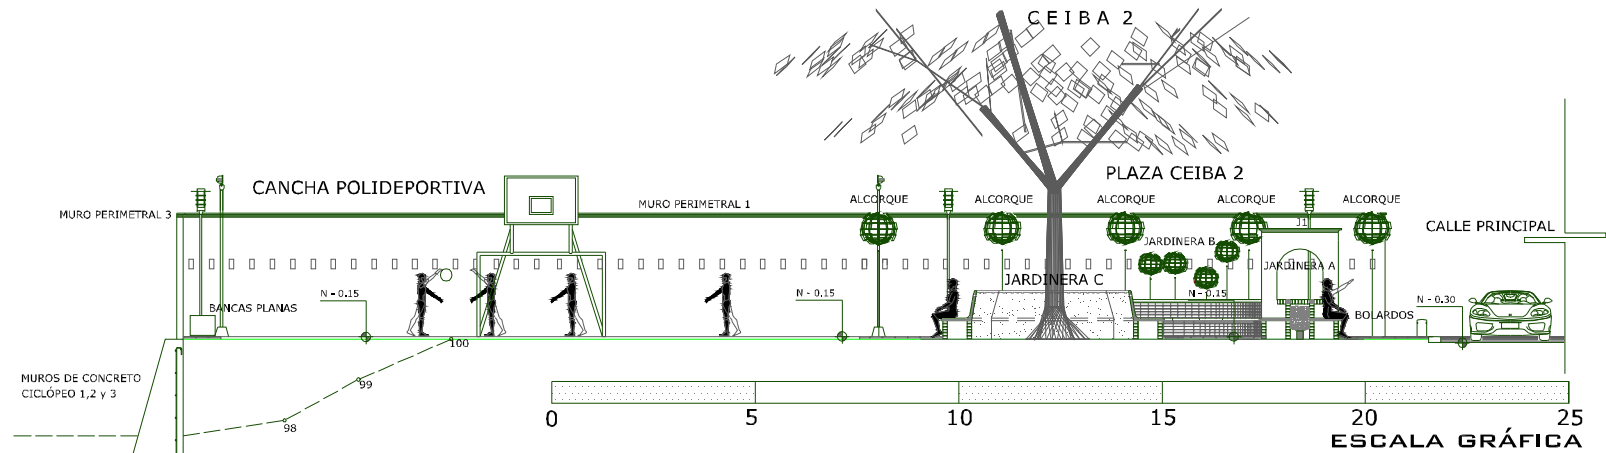 CEIBA 2
CANCHA POLIDEPORTIVA
PLAZA CEIBA 2
MURO PERIMETRAL 3
MURO PERIMETRAL 1
ALCORQUE
ALCORQUE
ALCORQUE
ALCORQUE
ALCORQUE
CALLE PRINCIPAL
J1
JARDINERA B
JARDINERA A
JARDINERA C
N - 0.15
N - 0.15
N - 0.15
N - 0.30
BANCAS PLANAS
BOLARDOS
100
99
98
MUROS DE CONCRETO
CICLÓPEO 1,2 y 3
0 5 10 15 20 25
ESCALA GRÁFICA